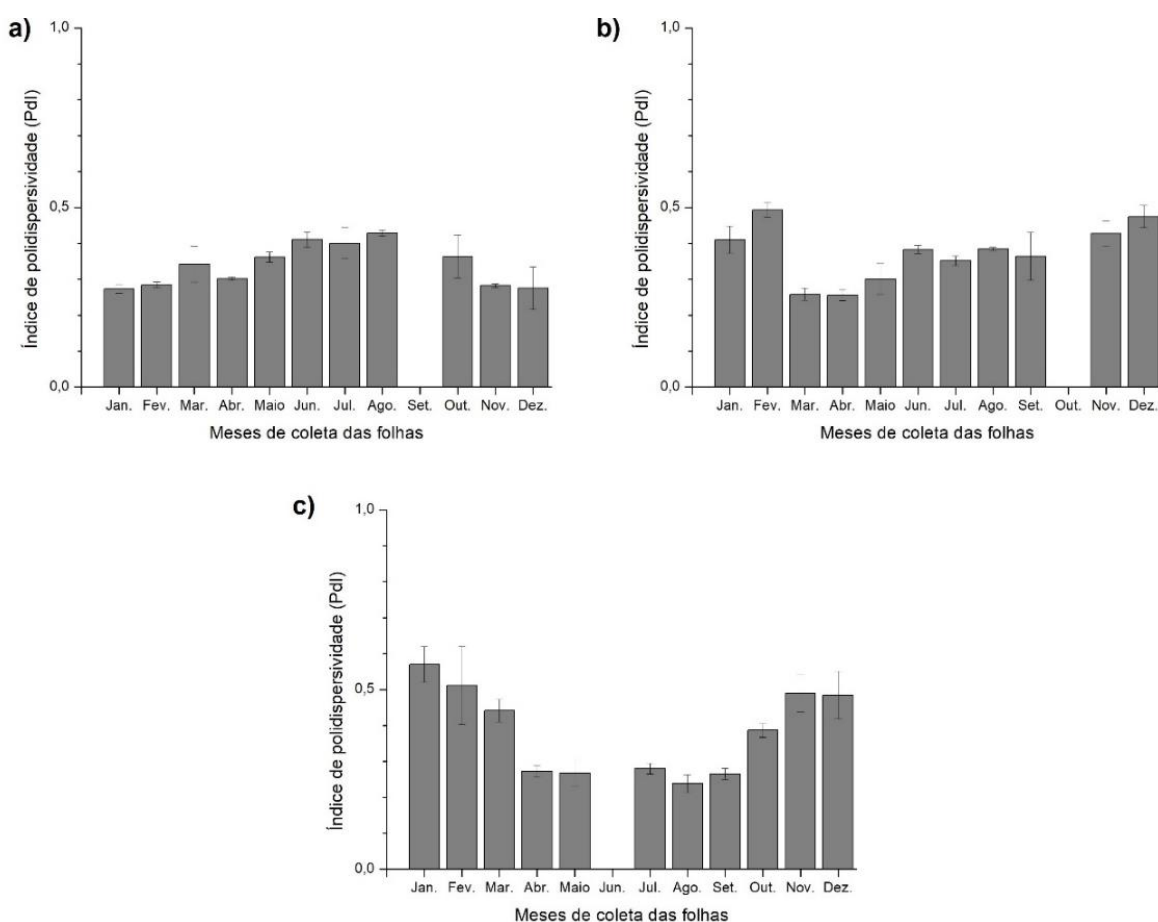 a)
1,0
0,5
0,0
Índice de polidispersividade (PdI)
Jan. Fev. Mar. Abr. Maio Jun. Jul. Ago. Set. Out. Nov. Dez.
Meses de coleta das folhas
b)
1,0
0,5
0,0
Índice de polidispersividade (PdI)
Jan. Fev. Mar. Abr. Maio Jun. Jul. Ago. Set. Out. Nov. Dez.
Meses de coleta das folhas
c)
1,0
0,5
0,0
Índice de polidispersividade (PdI)
Jan. Fev. Mar. Abr. Maio Jun. Jul. Ago. Set. Out. Nov. Dez.
Meses de coleta das folhas